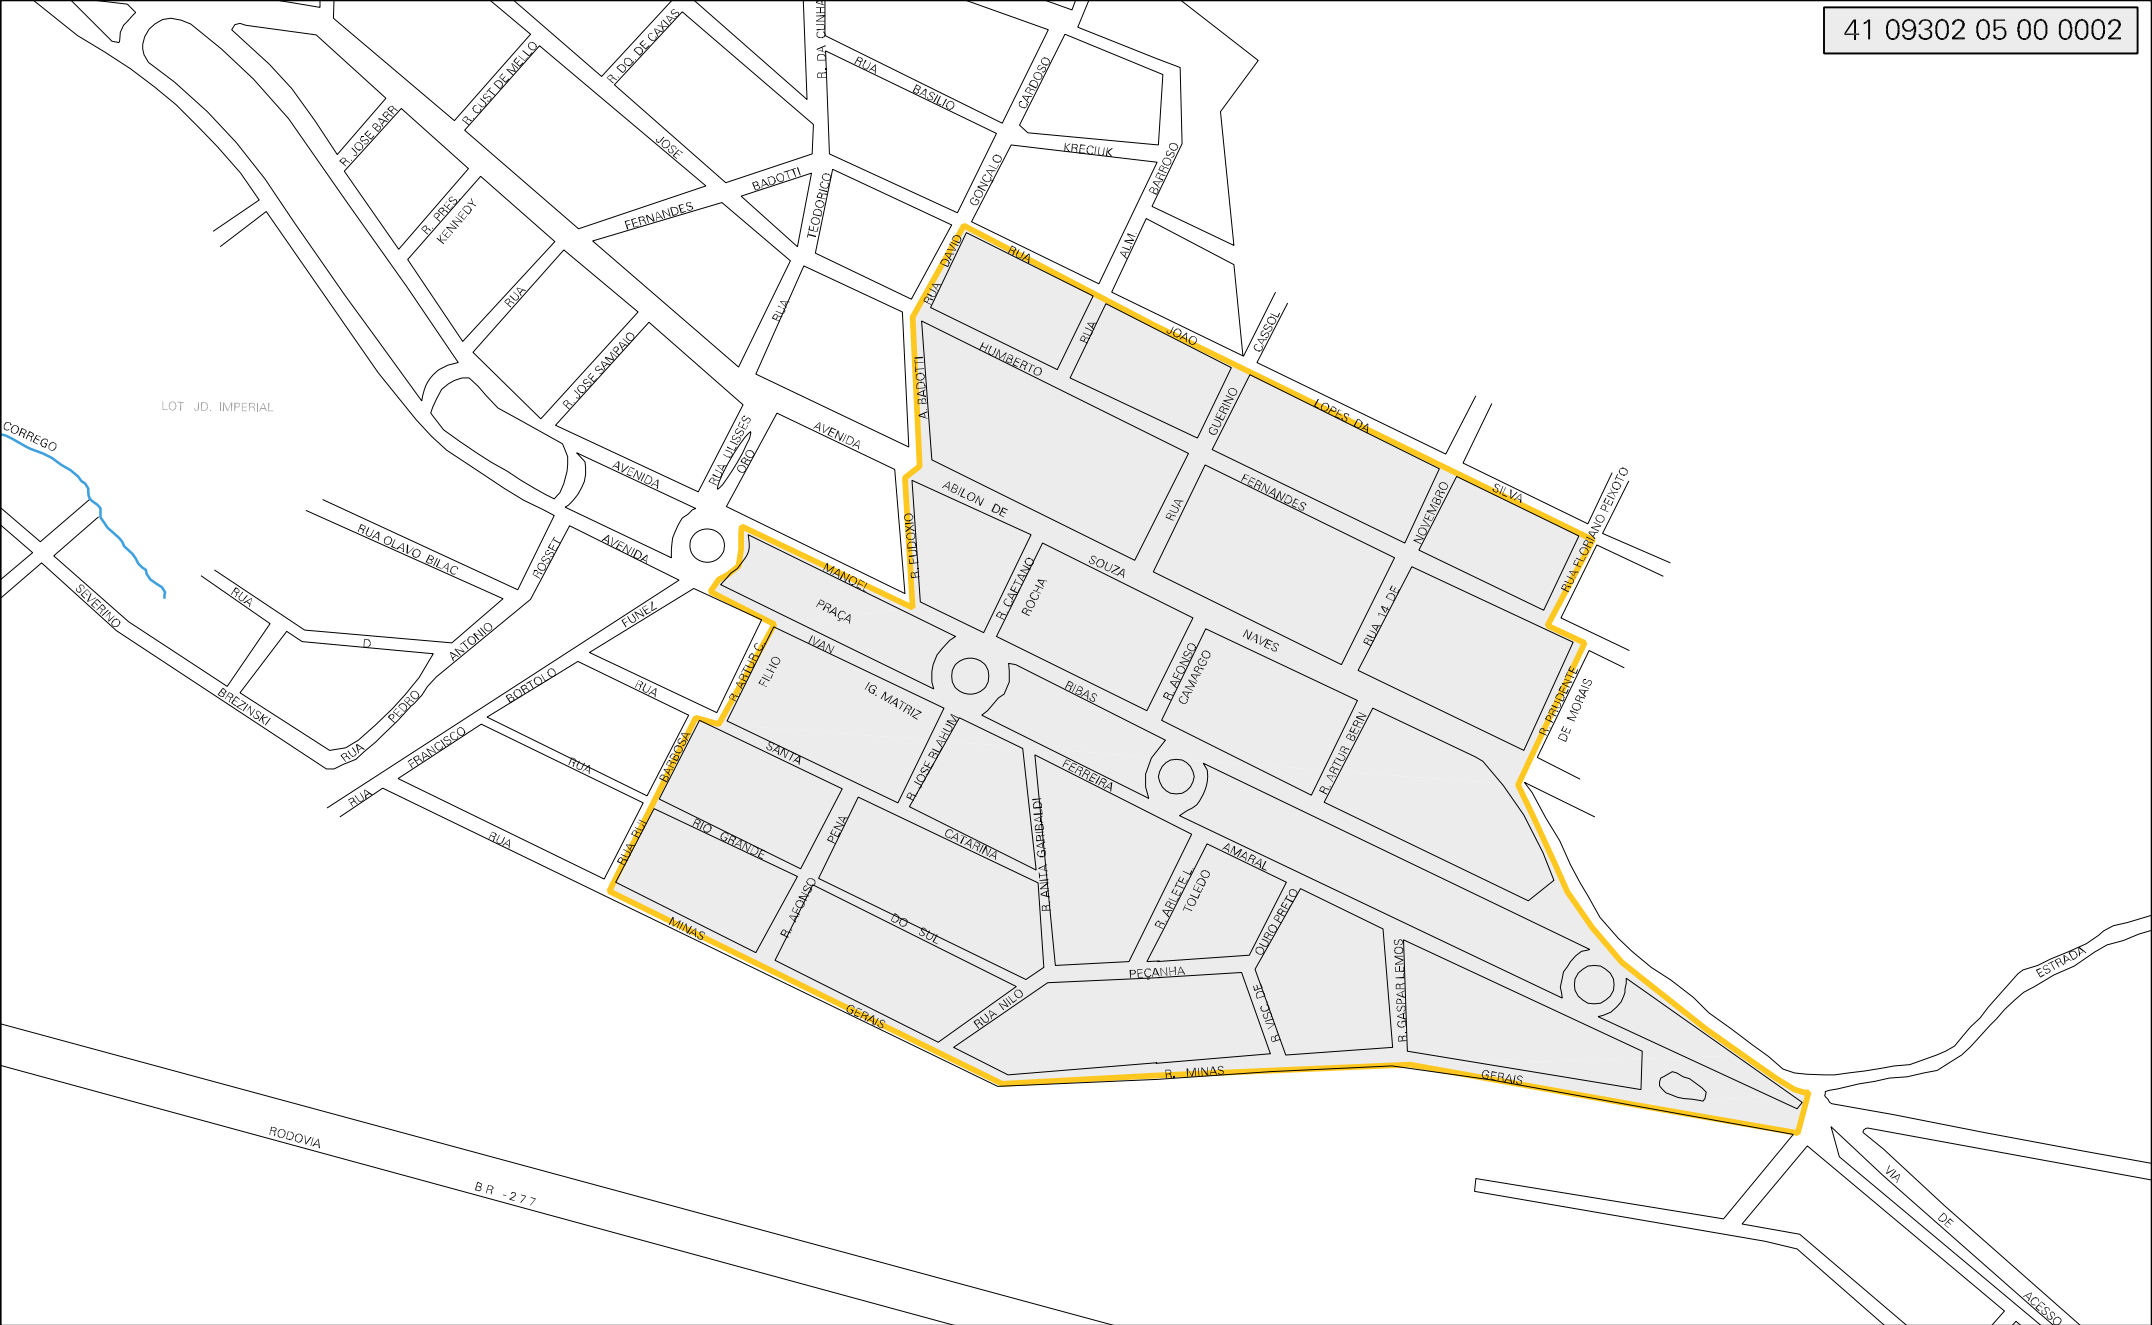 41 09302 05 00 0002
R. DA CUNHA
R. DQ. DE CAXIAS
R. CUST DE MELLO
R. JOSE BARR
RUA
BASILIO
CARDOSO
JOSE
KRECIUK
BADOTTI
BARROSO
GONÇALO
TEODORICO
R. PRES
KENNEDY
FERNANDES
DAVID
RUA
ALM.
RUA
RUA
RUA
RUA
JOAO
CASSOL
HUMBERTO
R. JOSE SAMPAIO
A. BADOTTI
GUERINO
LOPES DA
LOT JD. IMPERIAL
CORREGO
AVENIDA
RUA ULISSES
ORO
AVENIDA
ABILON DE
RUA
FERNANDES
NOVEMBRO
SILVA
RUA FLORIANO PEIXOTO
RUA OLAVO BILAC
ROSSET
AVENIDA
R. EUDOXIO
MANOEL
SOUZA
R. CAETANO
ROCHA
RUA
SEVERINO
PRAÇA
RUA 14 DE
FUNEZ
D
ANTONIO
IVAN
NAVES
R. ARTUR C.
FILHO
R. AFONSO
CAMARGO
BORTOLO
RUA
IG. MATRIZ
RIBAS
R. PRUDENTE
DE MORAIS
BREZINSKI
PEDRO
RUA
FRANCISCO
RUA
BARBOSA
SANTA
R. JOSE BLAHUM
FERREIRA
R. ARTUR BERN
RUA
RUA
RUA RUI
RIO GRANDE
PENA
CATARINA
R. ANITA GARIBALDI
AMARAL
R. ARLETE L.
TOLEDO
R. AFONSO
DO SUL
OURO PRETO
MINAS
GERAIS
RUA NILO
PEÇANHA
B. VISC DE
R. GASPAR LEMOS
ESTRADA
R. MINAS
GERAIS
RODOVIA
BR -277
VIA
DE
ACESSO